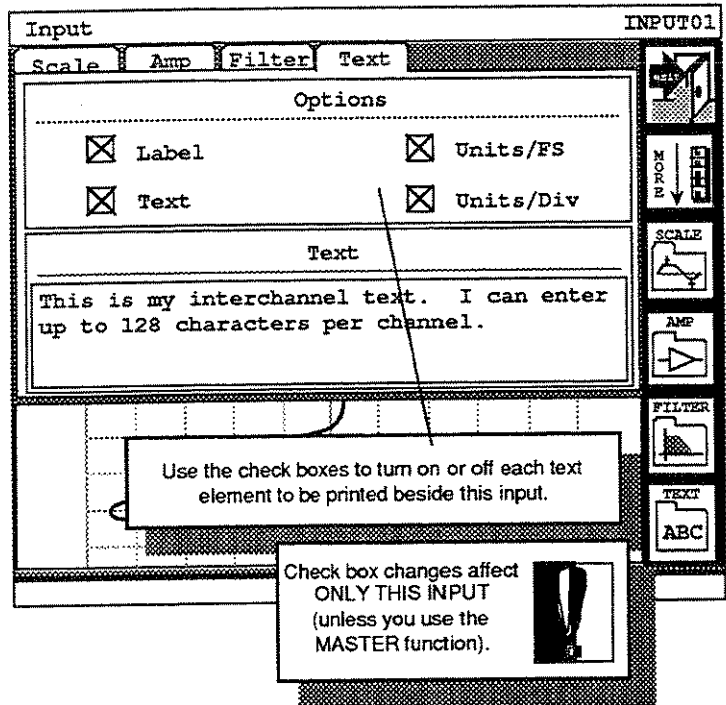 Input INPUT01
Scale Amp Filter Text
Options
Label Units/FS
Text Units/Div
Text
This is my interchannel text. I can enter
up to 128 characters per channel.
MORE
SCALE
AMP
FILTER
TEXT
ABC
Use the check boxes to turn on or off each text
element to be printed beside this input.
Check box changes affect
ONLY THIS INPUT
(unless you use the
MASTER function).